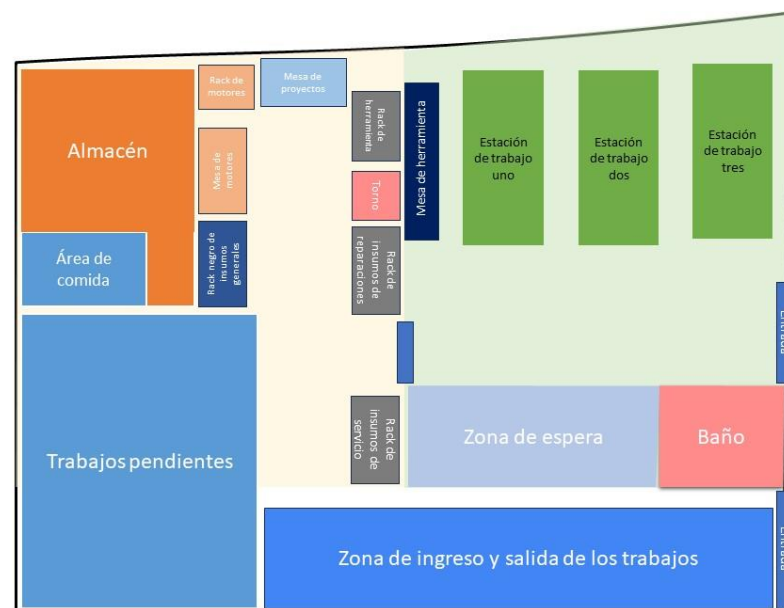 Rack de
motores
Mesa de
proyectos
Almacén
Mesa de
motores
Rack de
herramienta
Mesa de herramienta
Estación
de trabajo
uno
Estación
de trabajo
dos
Estación
de trabajo
tres
Torno
Área de
comida
Rack negro de
insumos
generales
Rack de
insumos de
reparaciones
Entrada
Trabajos pendientes
Rack de
insumos de
servicio
Zona de espera
Baño
Zona de ingreso y salida de los trabajos
Entrada